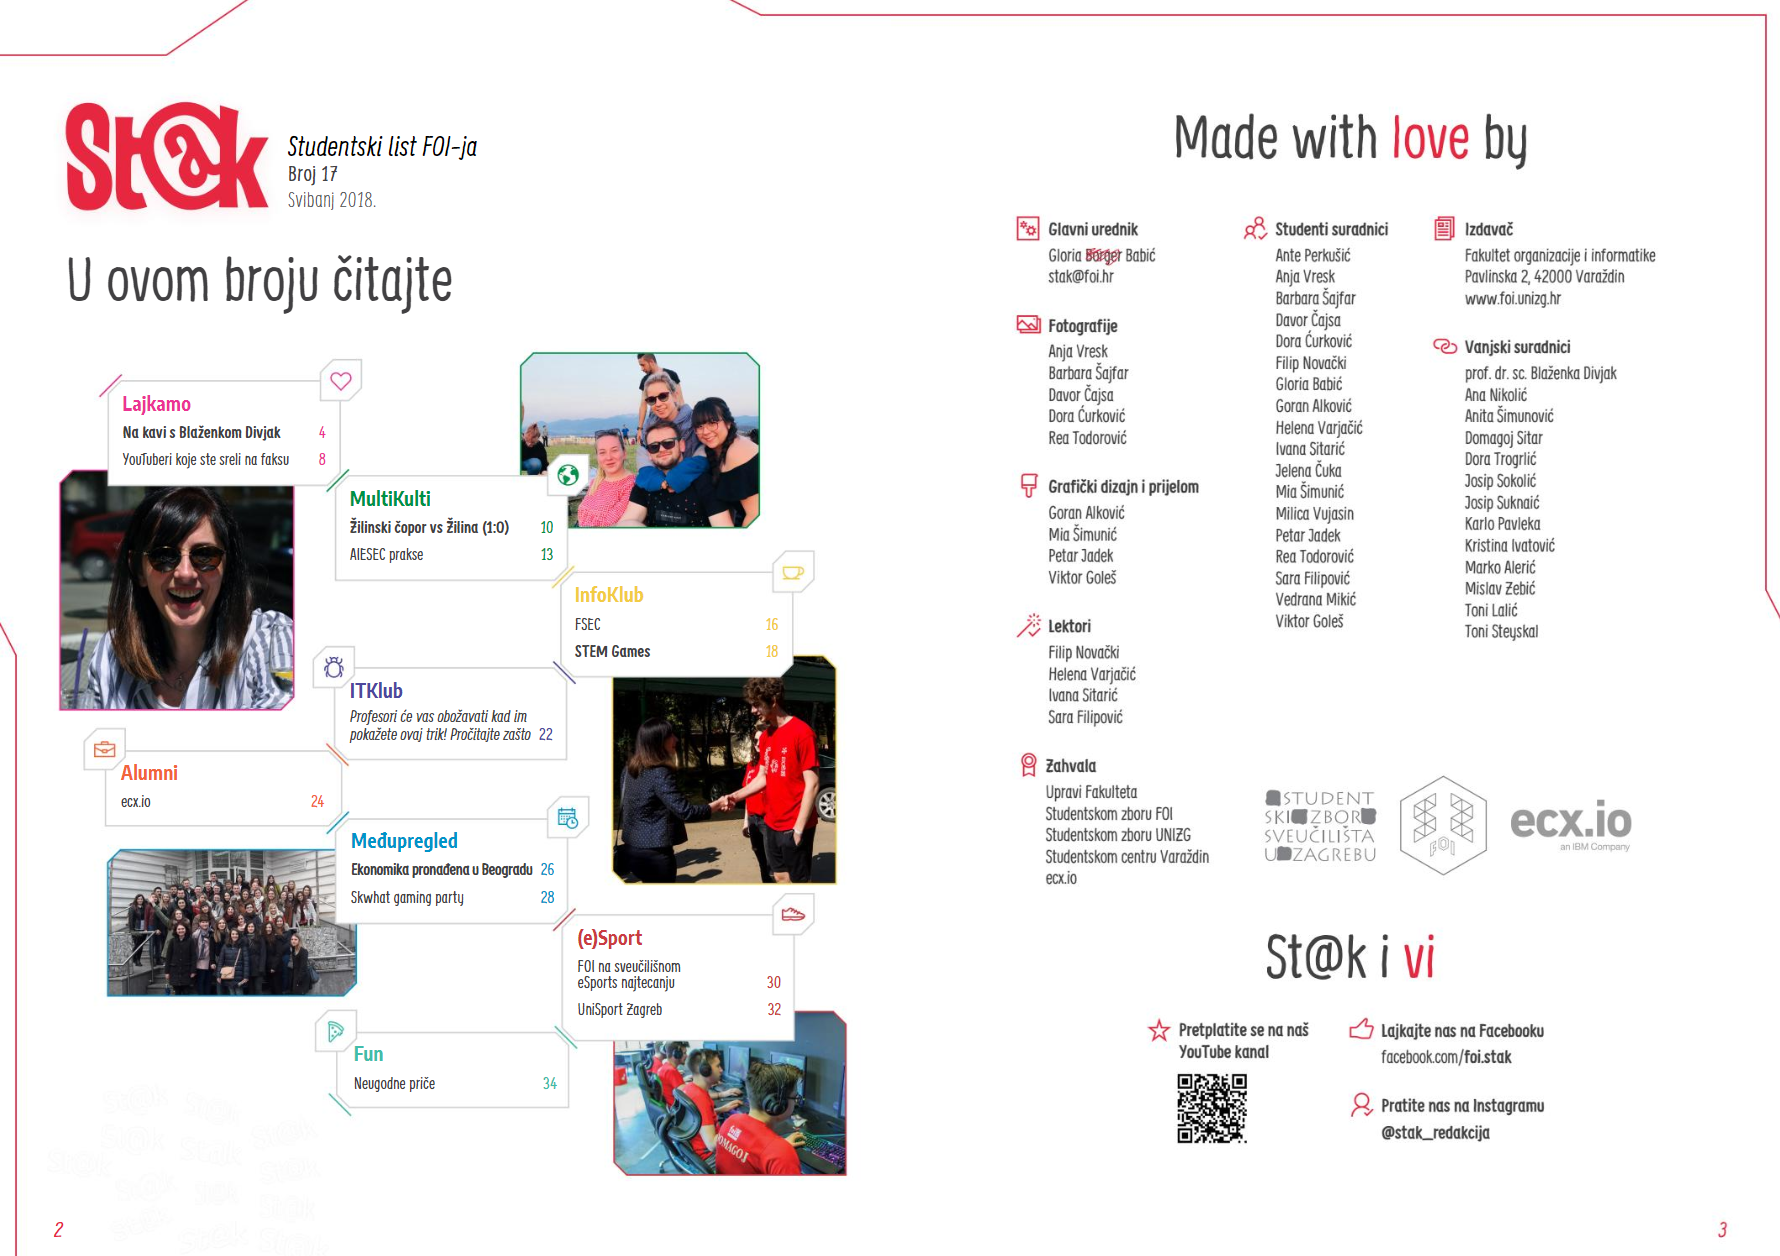 St@k
Studentski list FOI-ja
Broj 17
Svibanj 2018.
U ovom broju čitajte
Lajkamo
Na kavi s Blaženkom Divjak 4
YouTuberi koje ste sreli na faksu 8
MultiKulti
Žilinski čopor vs Žilina (1:0) 10
AIESEC prakse 13
InfoKlub
FSEC 16
STEM Games 18
ITKlub
Profesori će vas obožavati kad im
pokažete ovaj trik! Pročitajte zašto 22
Alumni
ecx.io 24
Međupregled
Ekonomika pronađena u Beogradu 26
Skwhat gaming party 28
(e)Sport
FOI na sveučilišnom
eSports najtecanju 30
UniSport Zagreb 32
Fun
Neugodne priče 34
DOMAGOJ
2
Made with love by
Glavni urednik
Gloria Babić
stak@foi.hr
Fotografije
Anja Vresk
Barbara Šajfar
Davor Čajsa
Dora Ćurković
Rea Todorović
Grafički dizajn i prijelom
Goran Alković
Mia Šimunić
Petar Jadek
Viktor Goleš
Lektori
Filip Novački
Helena Varjačić
Ivana Sitarić
Sara Filipović
Zahvala
Upravi Fakulteta
Studentskom zboru FOI
Studentskom zboru UNIZG
Studentskom centru Varaždin
ecx.io
Studenti suradnici
Ante Perkušić
Anja Vresk
Barbara Šajfar
Davor Čajsa
Dora Ćurković
Filip Novački
Gloria Babić
Goran Alković
Helena Varjačić
Ivana Sitarić
Jelena Čuka
Mia Šimunić
Milica Vujasin
Petar Jadek
Rea Todorović
Sara Filipović
Vedrana Mikić
Viktor Goleš
Izdavač
Fakultet organizacije i informatike
Pavlinska 2, 42000 Varaždin
www.foi.unizg.hr
Vanjski suradnici
prof. dr. sc. Blaženka Divjak
Ana Nikolić
Anita Šimunović
Domagoj Sitar
Dora Trogrlić
Josip Sokolić
Josip Suknaić
Karlo Pavleka
Kristina Ivatović
Marko Alerić
Mislav Žebić
Toni Lalić
Toni Steyskal
STUDENT
SKI ZBOR
SVEUČILIŠTA
U ZAGREBU
FOI
ecx.io
an IBM Company
St@k i vi
Pretplatite se na naš
YouTube kanal
Lajkajte nas na Facebooku
facebook.com/foi.stak
Pratite nas na Instagramu
@stak_redakcija
3